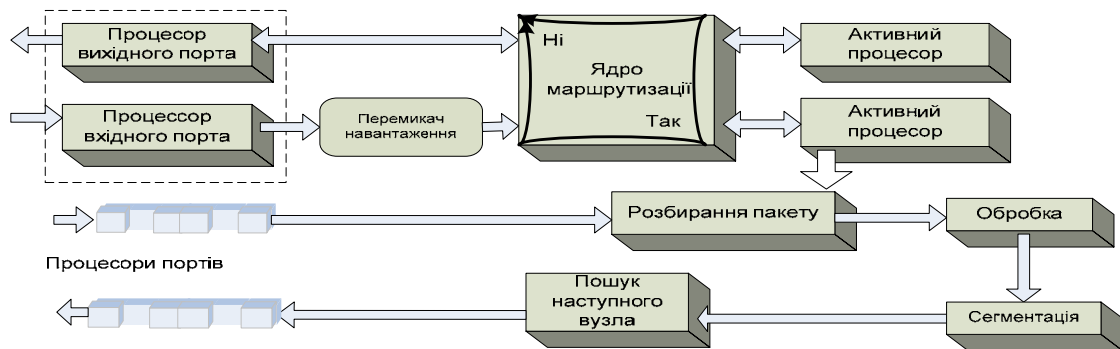 Процесор
вихідного порта
Процессор
вхідного порта
Перемикач
навантаження
Ні
Ядро
маршрутизації
Так
Активний
процесор
Активний
процесор
Розбирання пакету
Обробка
Процесори портів
Пошук
наступного
вузла
Сегментація